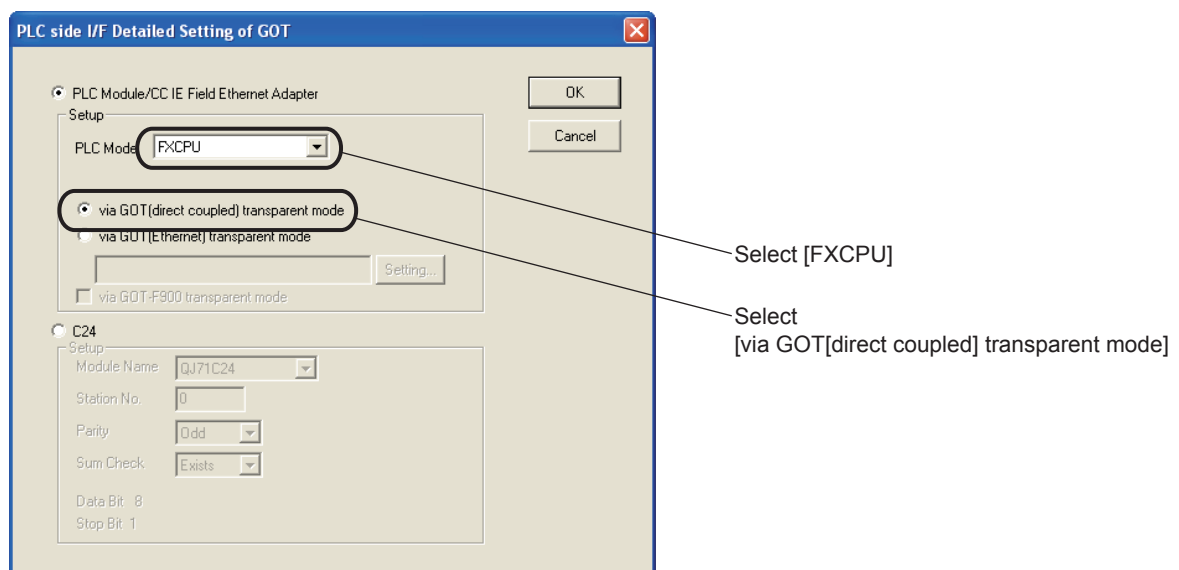 PLC side I/F Detailed Setting of GOT
PLC Module/CC IE Field Ethernet Adapter
OK
Setup
Cancel
PLC Mode
FXCPU
via GOT(direct coupled) transparent mode
via GOT(Ethernet) transparent mode
Setting...
via GOT-F900 transparent mode
Select [FXCPU]
Select
[via GOT[direct coupled] transparent mode]
C24
Setup
Module Name QJ71C24
Station No. 0
Parity Odd
Sum Check Exists
Data Bit 8
Stop Bit 1